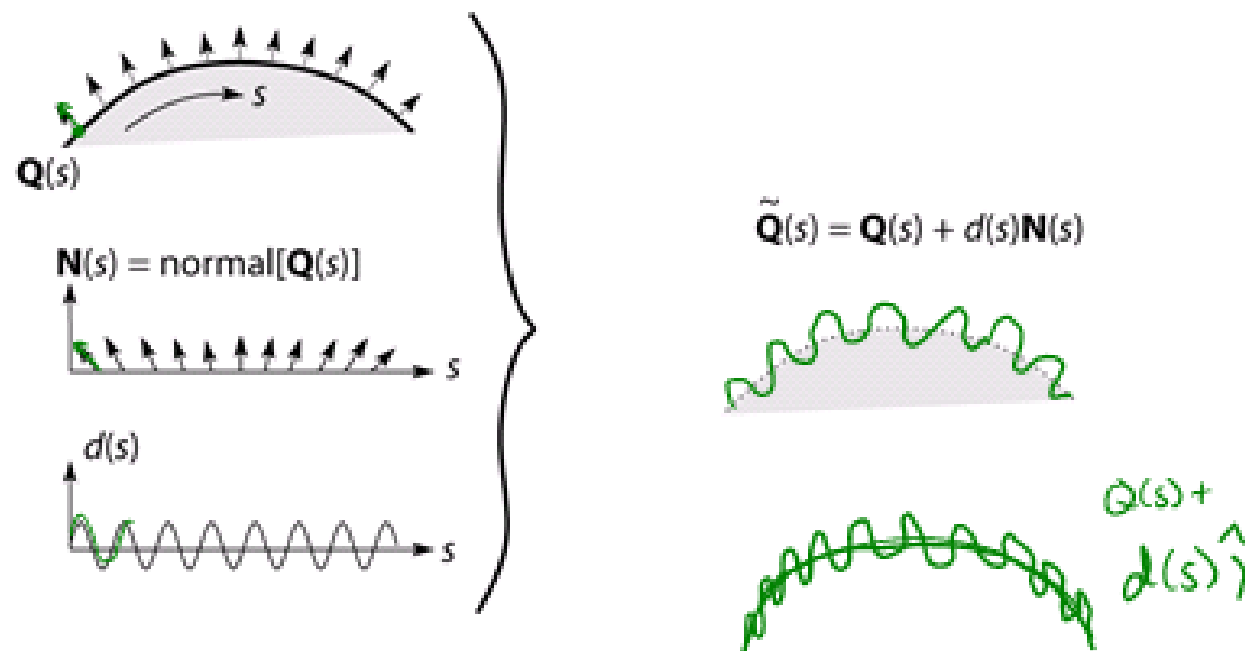 s
Q(s)
N(s) = normal[Q(s)]
s
d(s)
s
Q̃(s) = Q(s) + d(s)N(s)
Q(s) +
d(s)